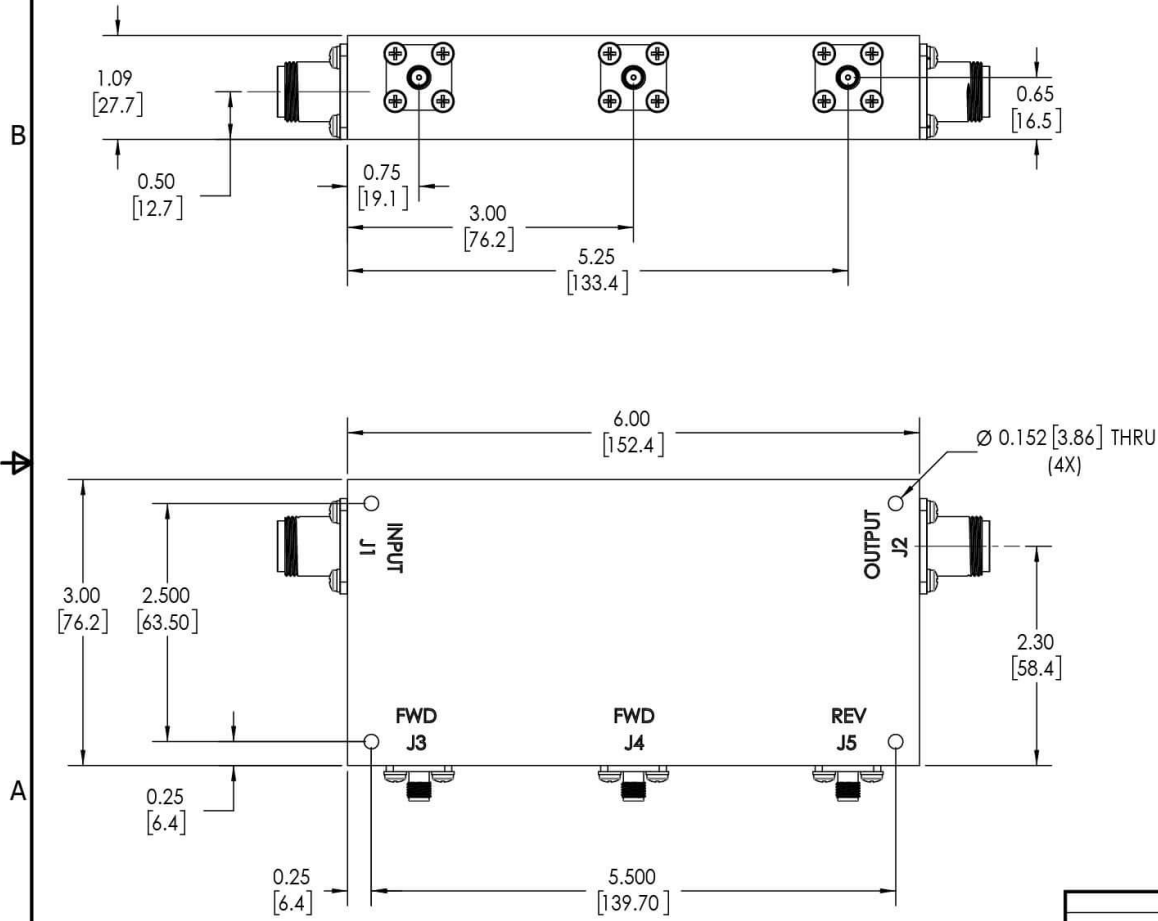 1.09
[27.7]
0.65
[16.5]
B
0.50
[12.7]
0.75
[19.1]
3.00
[76.2]
5.25
[133.4]
6.00
[152.4]
Ø 0.152 [3.86] THRU
(4X)
INPUT
J1
OUTPUT
J2
3.00
[76.2]
2.500
[63.50]
2.30
[58.4]
FWD
J3
FWD
J4
REV
J5
A
0.25
[6.4]
0.25
[6.4]
5.500
[139.70]